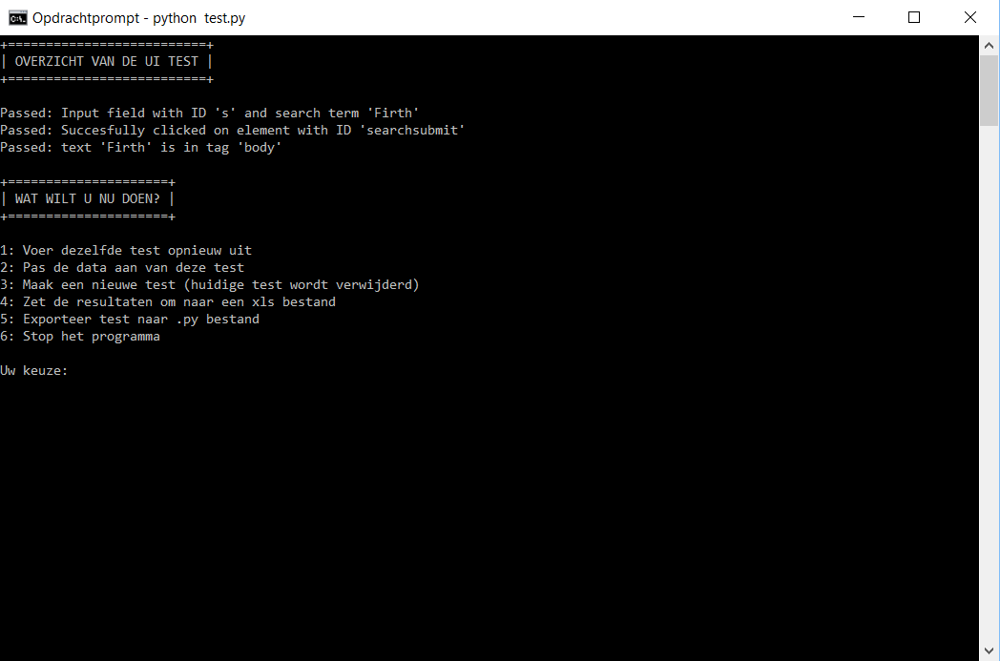 Opdrachtprompt - python  test.py
+==========================+
| OVERZICHT VAN DE UI TEST |
+==========================+
Passed: Input field with ID 's' and search term 'Firth'
Passed: Succesfully clicked on element with ID 'searchsubmit'
Passed: text 'Firth' is in tag 'body'
+=====================+
| WAT WILT U NU DOEN? |
+=====================+
1: Voer dezelfde test opnieuw uit
2: Pas de data aan van deze test
3: Maak een nieuwe test (huidige test wordt verwijderd)
4: Zet de resultaten om naar een xls bestand
5: Exporteer test naar .py bestand
6: Stop het programma
Uw keuze: